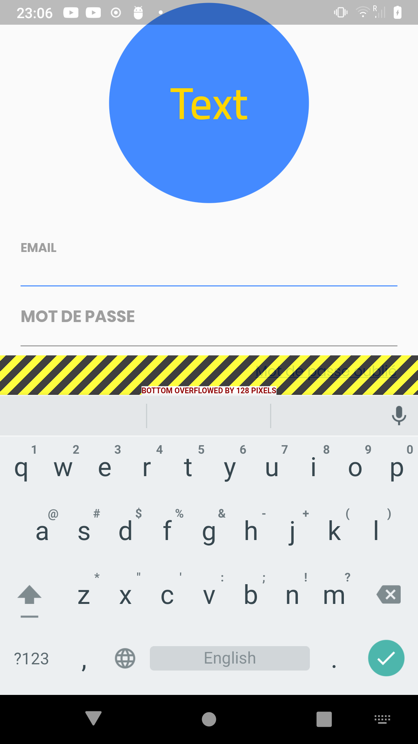 23:06
R
Text
EMAIL
MOT DE PASSE
BOTTOM OVERFLOWED BY 128 PIXELS
1 2 3 4 5 6 7 8 9 0
q w e r t y u i o p
@ # $ % & - + ( )
a s d f g h j k l
* " ' : ; ! ?
z x c v b n m
?123 , English .